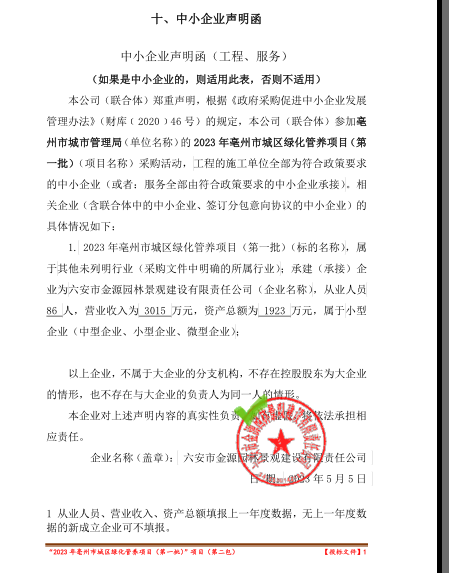 十、中小企业声明函
中小企业声明函（工程、服务）
（如果是中小企业的，则适用此表，否则不适用）
本公司（联合体）郑重声明，根据《政府采购促进中小企业发展
管理办法》（财库﹝2020﹞46 号）的规定，本公司（联合体）参加亳
州市城市管理局（单位名称）的 2023 年亳州市城区绿化管养项目（第
一批）（项目名称）采购活动，工程的施工单位全部为符合政策要求
的中小企业（或者：服务全部由符合政策要求的中小企业承接）。相
关企业（含联合体中的中小企业、签订分包意向协议的中小企业）的
具体情况如下：
1. 2023 年亳州市城区绿化管养项目（第一批）（标的名称），属
于其他未列明行业（采购文件中明确的所属行业）；承建（承接）企
业为六安市金源园林景观建设有限责任公司（企业名称），从业人员
86 人，营业收入为 3015 万元，资产总额为 1923 万元，属于小型
企业（中型企业、小型企业、微型企业）；
以上企业，不属于大企业的分支机构，不存在控股股东为大企业
的情形，也不存在与大企业的负责人为同一人的情形。
本企业对上述声明内容的真实性负责 将依法承担相
应责任。
企业名称（盖章）：六安市金源园林景观建设有限责任公司
日 期 2023 年 5 月 5 日
1 从业人员、营业收入、资产总额填报上一年度数据，无上一年度数
据的新成立企业可不填报。
“2023 年亳州市城区绿化管养项目（第一批）”项目（第二包） 【投标文件】1